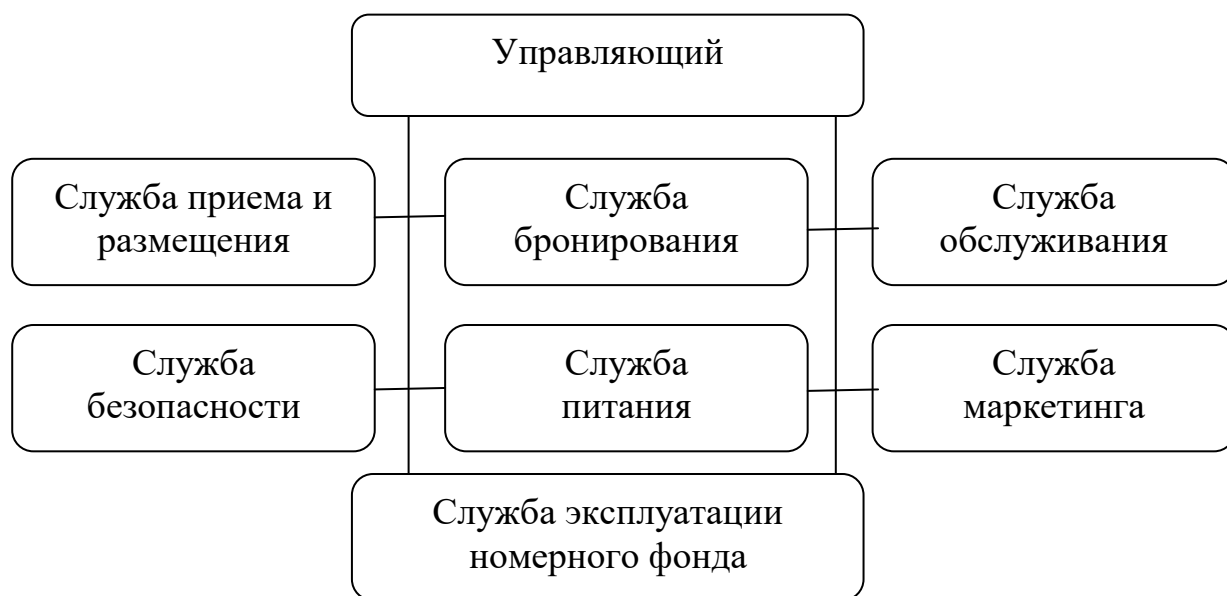 Управляющий
Служба приема и
размещения
Служба
бронирования
Служба
обслуживания
Служба
безопасности
Служба
питания
Служба
маркетинга
Служба эксплуатации
номерного фонда